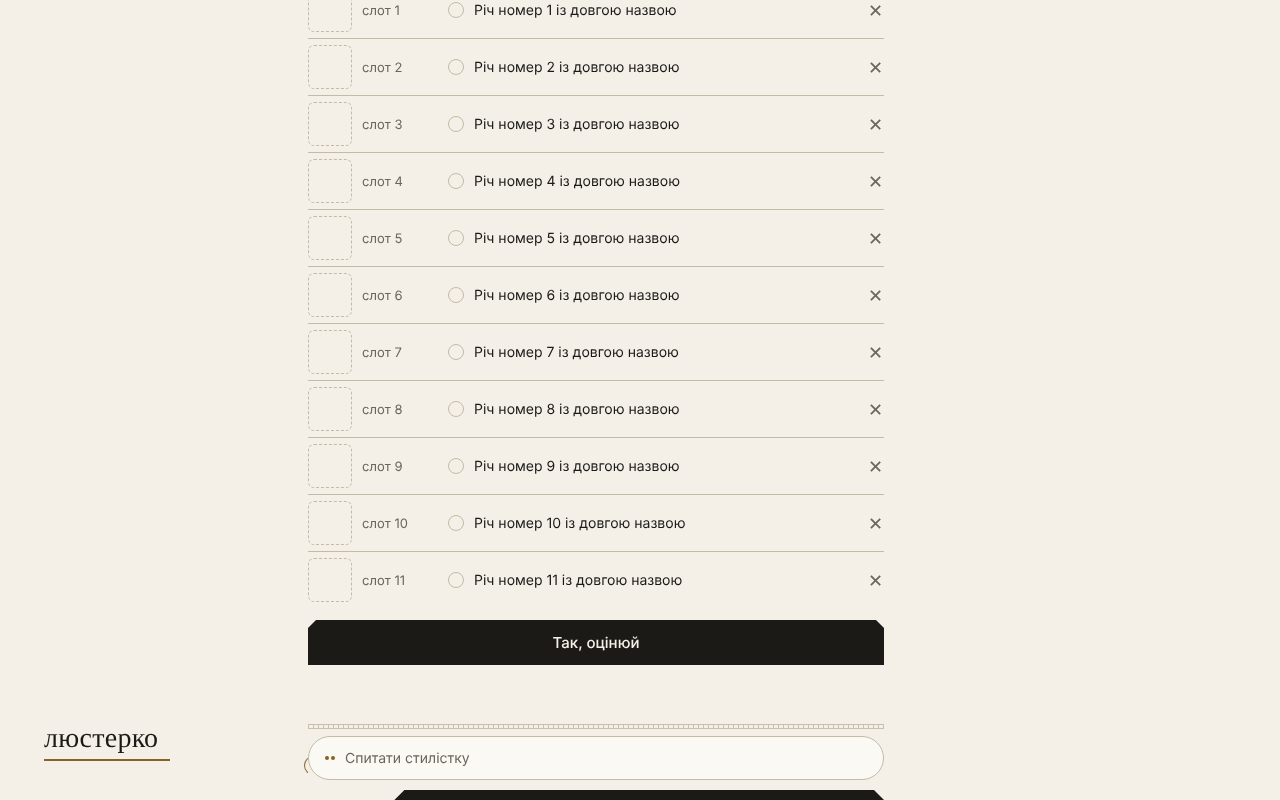 слот 1 Річ номер 1 із довгою назвою ✕
слот 2 Річ номер 2 із довгою назвою ✕
слот 3 Річ номер 3 із довгою назвою ✕
слот 4 Річ номер 4 із довгою назвою ✕
слот 5 Річ номер 5 із довгою назвою ✕
слот 6 Річ номер 6 із довгою назвою ✕
слот 7 Річ номер 7 із довгою назвою ✕
слот 8 Річ номер 8 із довгою назвою ✕
слот 9 Річ номер 9 із довгою назвою ✕
слот 10 Річ номер 10 із довгою назвою ✕
слот 11 Річ номер 11 із довгою назвою ✕
Так, оцінюй
люстерко
Спитати стилістку